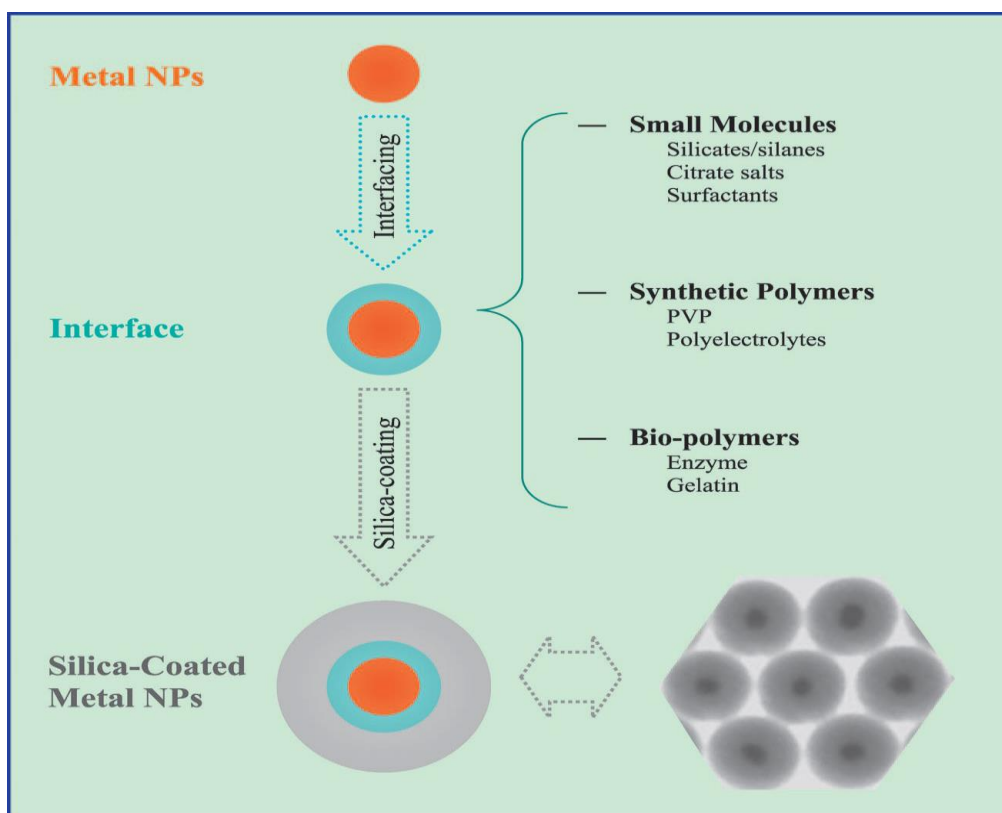 Metal NPs
Interfacing
— Small Molecules
Silicates/silanes
Citrate salts
Surfactants
Interface
— Synthetic Polymers
PVP
Polyelectrolytes
Silica-coating
— Bio-polymers
Enzyme
Gelatin
Silica-Coated
Metal NPs